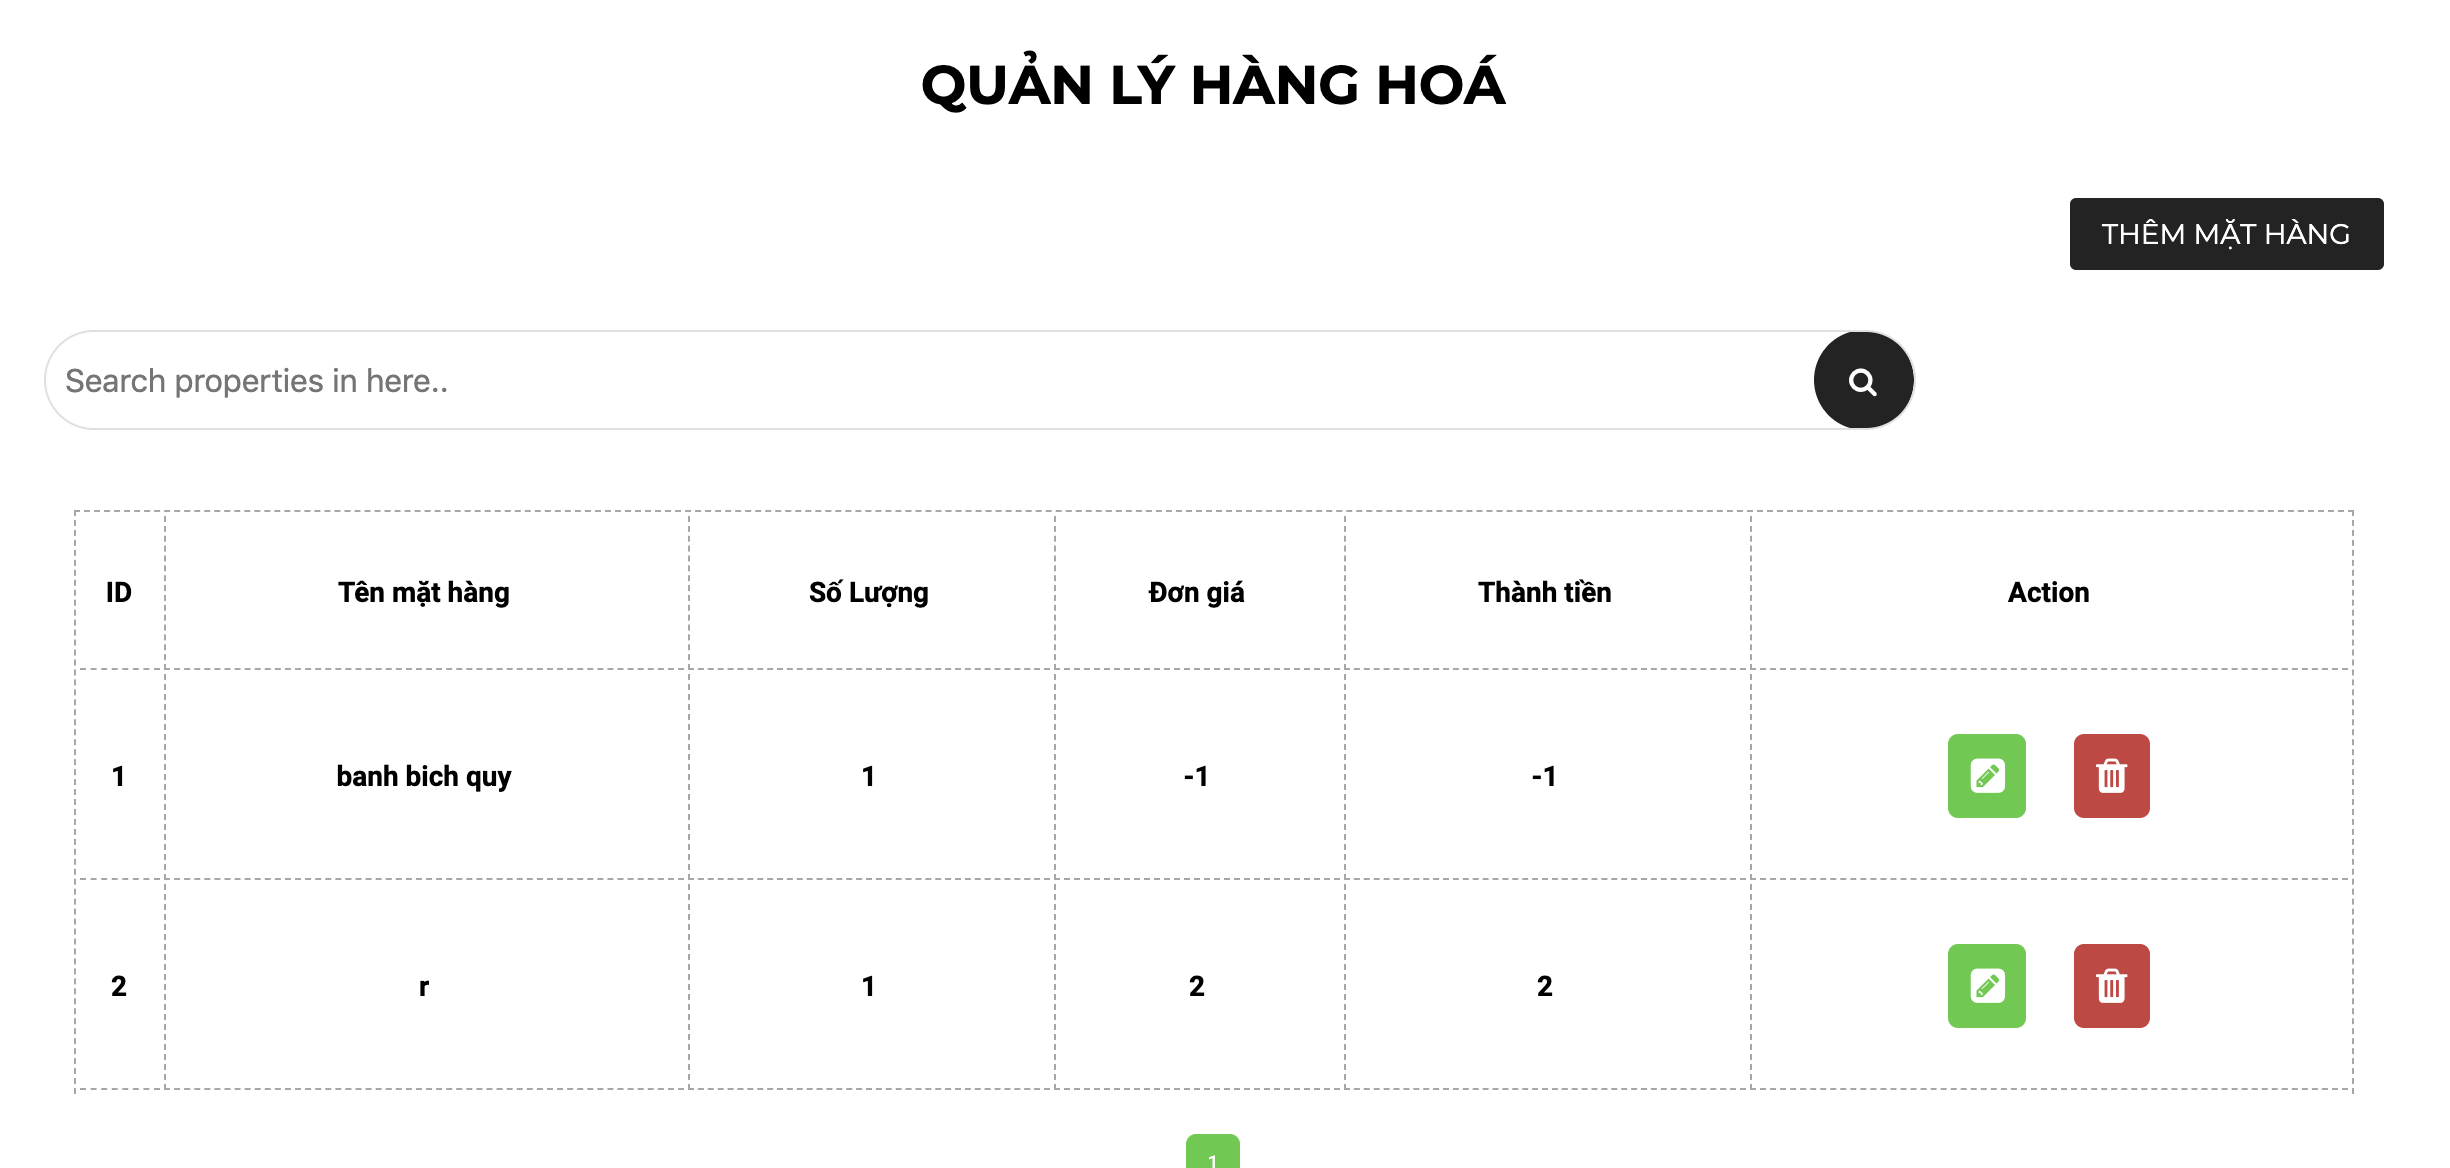 QUẢN LÝ HÀNG HOÁ
THÊM MẶT HÀNG
Search properties in here..
ID Tên mặt hàng Số Lượng Đơn giá Thành tiền Action
1 banh bich quy 1 -1 -1
2 r 1 2 2
1